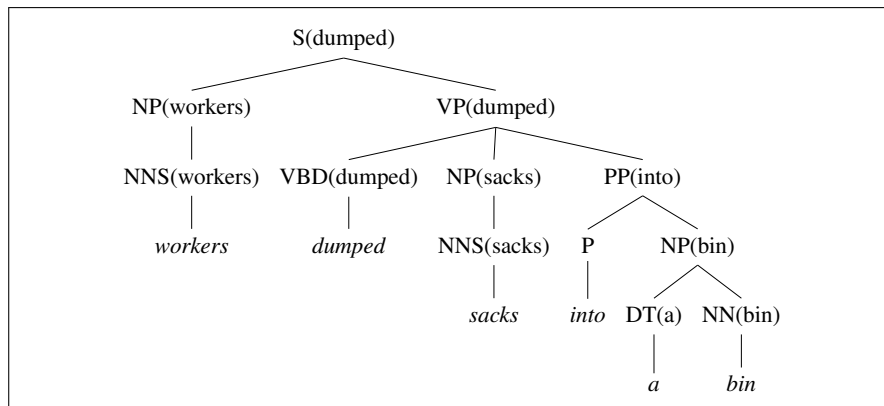 S(dumped)
NP(workers) VP(dumped)
NNS(workers) VBD(dumped) NP(sacks) PP(into)
workers dumped NNS(sacks) P NP(bin)
sacks into DT(a) NN(bin)
a bin